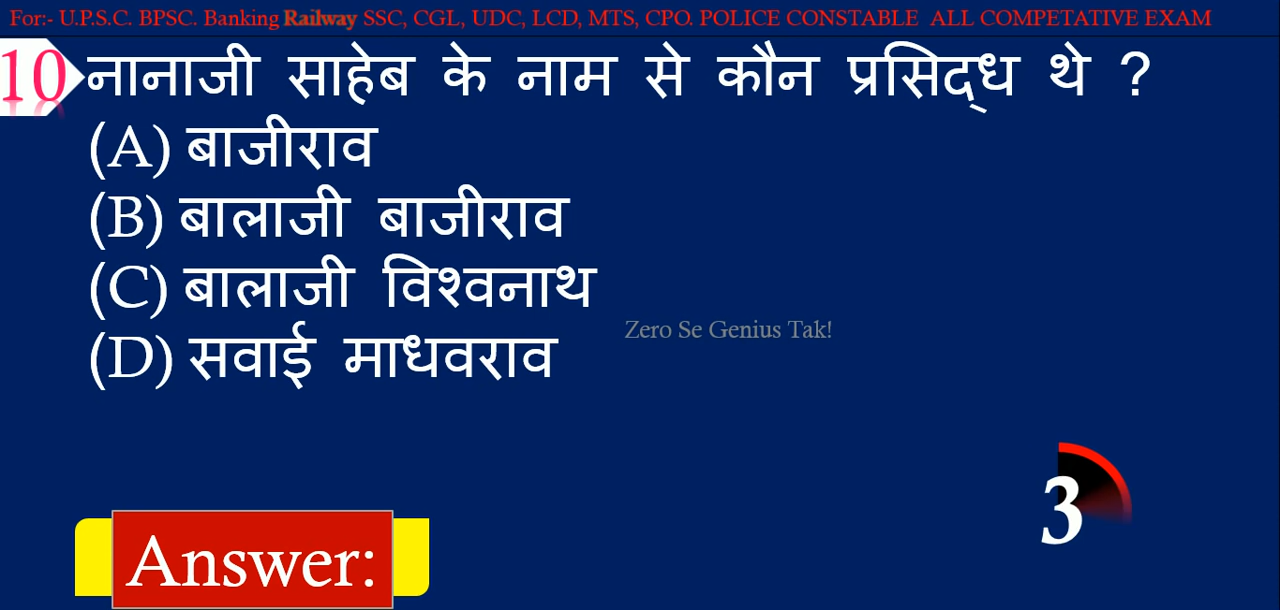 For:- U.P.S.C. BPSC. Banking Railway SSC, CGL, UDC, LCD, MTS, CPO. POLICE CONSTABLE ALL COMPETATIVE EXAM
10 नानाजी साहेब के नाम से कौन प्रसिद्ध थे ?
(A) बाजीराव
(B) बालाजी बाजीराव
(C) बालाजी विश्वनाथ
Zero Se Genius Tak!
(D) सवाई माधवराव
3
Answer: